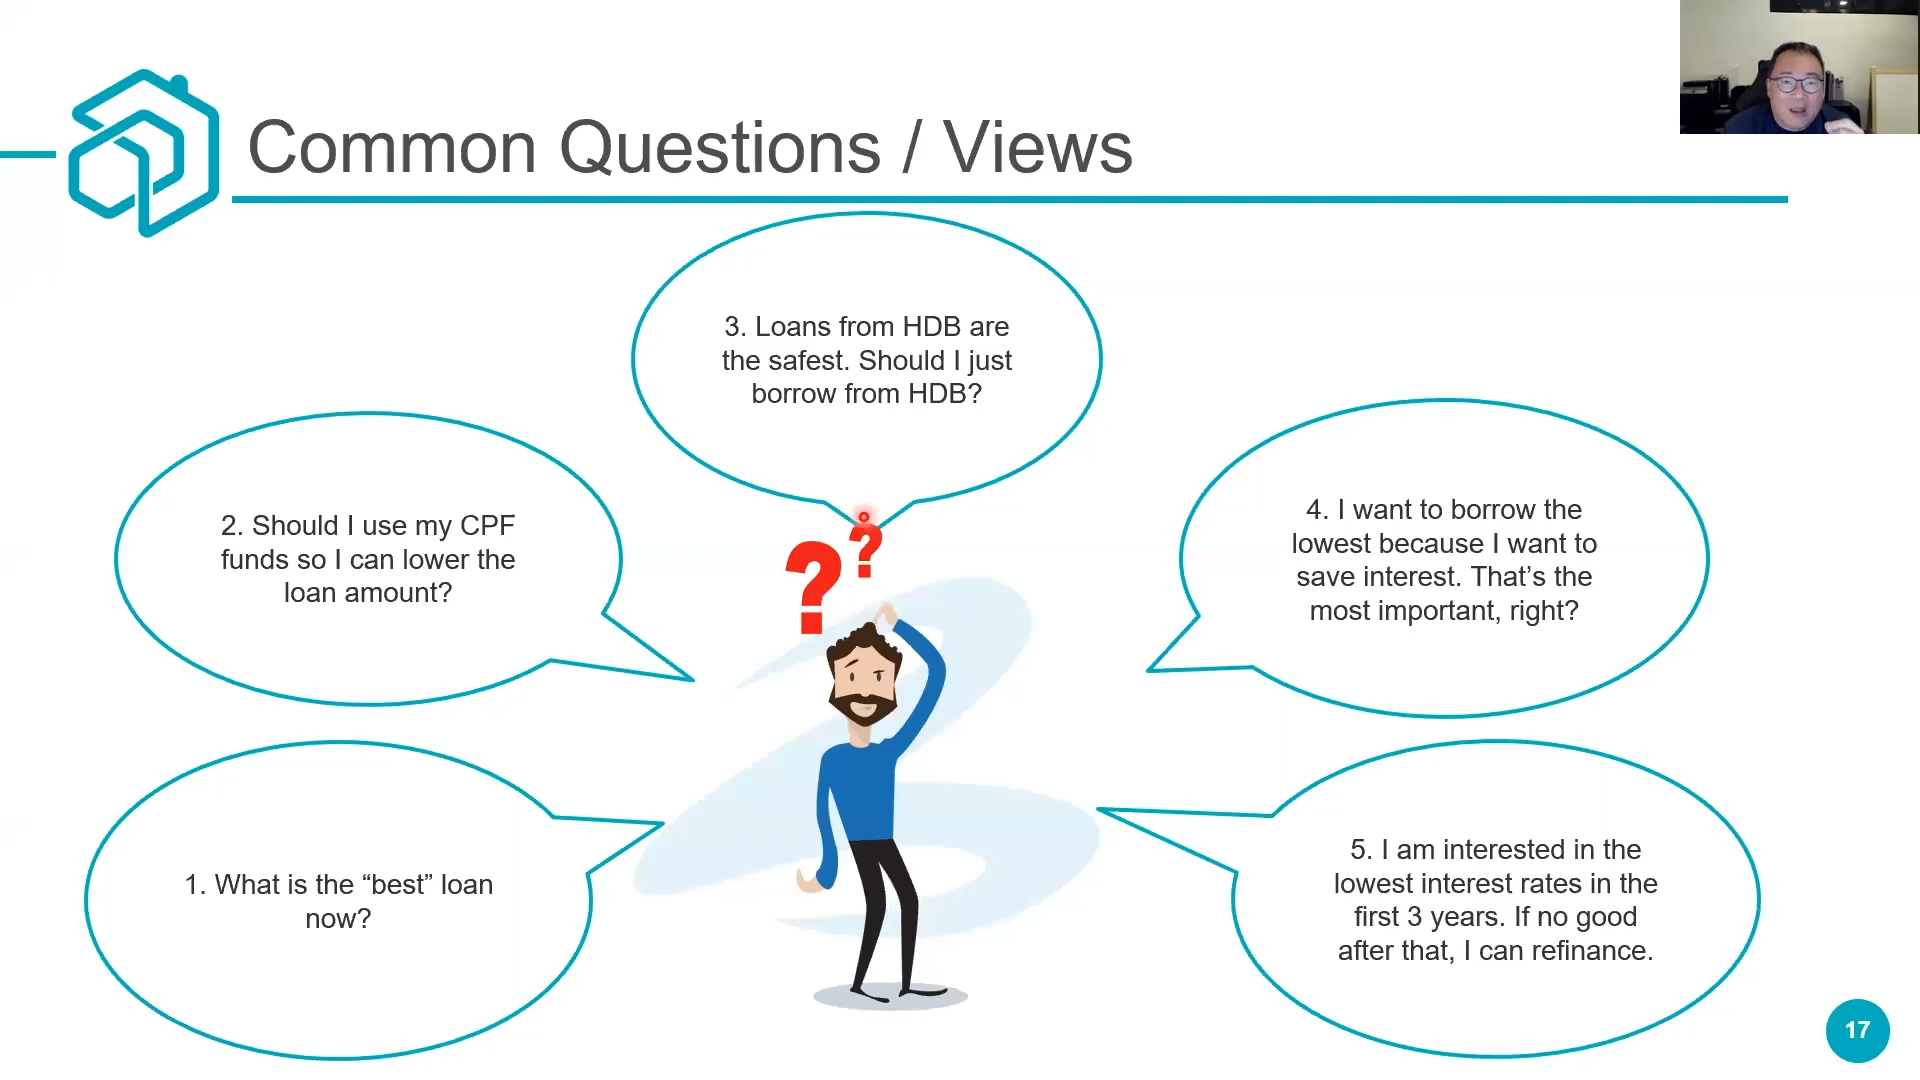 Common Questions / Views
3. Loans from HDB are
the safest. Should I just
borrow from HDB?
2. Should I use my CPF
funds so I can lower the
loan amount?
4. I want to borrow the
lowest because I want to
save interest. That’s the
most important, right?
? ?
1. What is the “best” loan
now?
5. I am interested in the
lowest interest rates in the
first 3 years. If no good
after that, I can refinance.
17